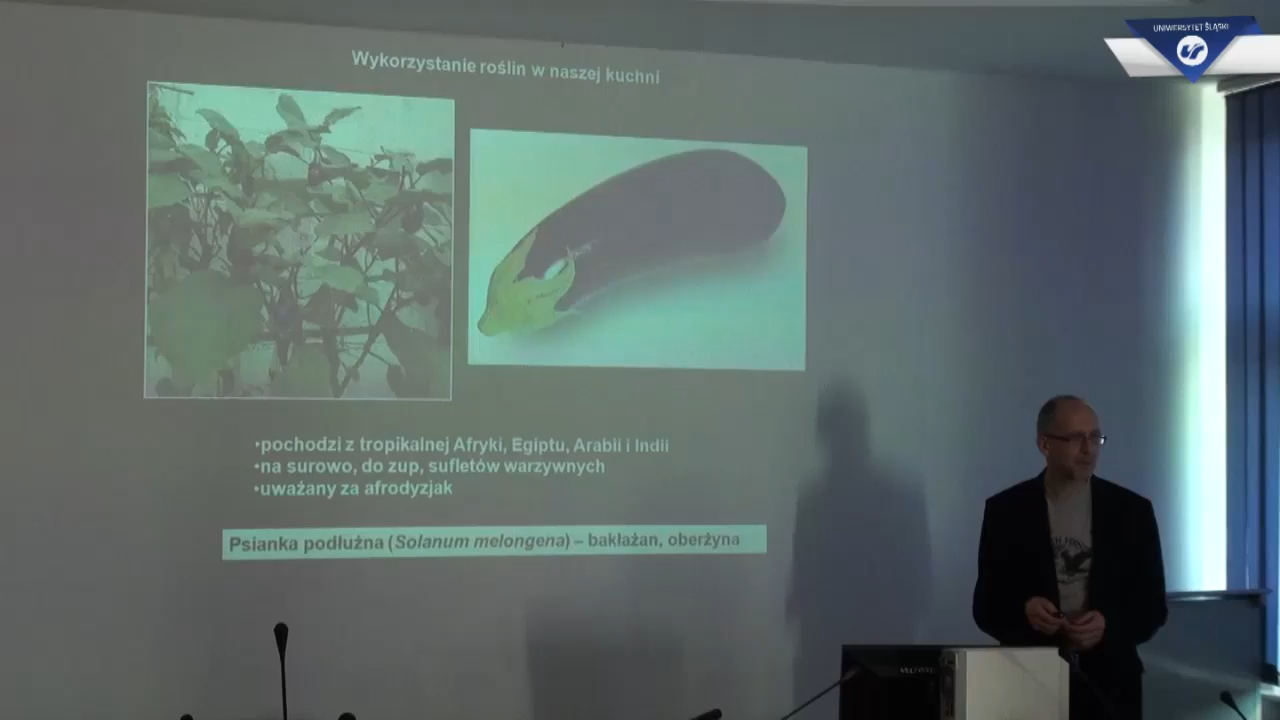 UNIWERSYTET ŚLĄSKI
Wykorzystanie roślin w naszej kuchni
•pochodzi z tropikalnej Afryki, Egiptu, Arabii i Indii
•na surowo, do zup, sufletów warzywnych
•uważany za afrodyzjak
Psianka podłużna (Solanum melongena) – bakłażan, oberżyna